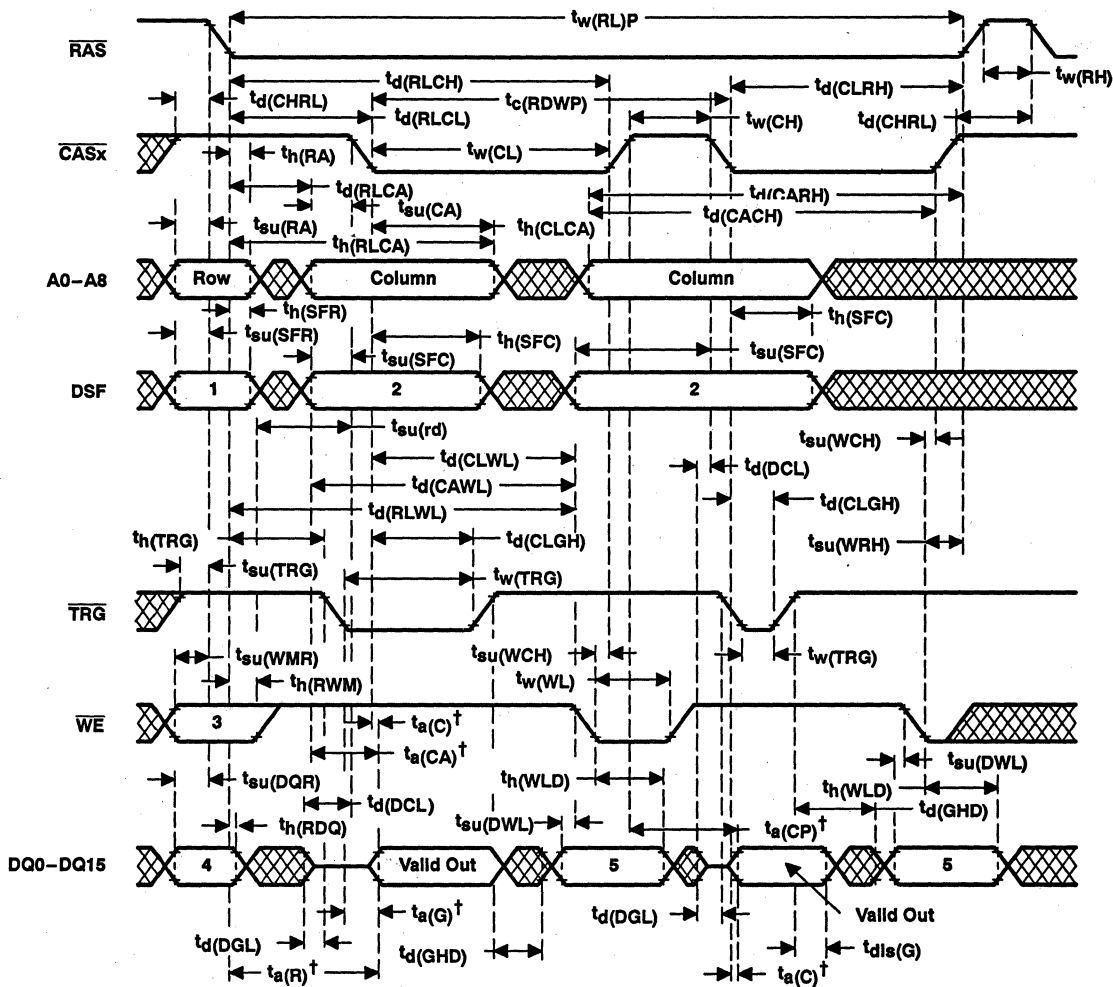 tw(RL)P
RAS
td(RLCH)
td(CLRH)
tw(RH)
td(CHRL)
tc(RDWP)
td(RLCL)
tw(CH)
td(CHRL)
CASx
th(RA)
tw(CL)
td(RLCA)
td(CARH)
tsu(CA)
tsu(RA)
th(CLCA)
td(CACH)
th(RLCA)
A0–A8
Row
Column
Column
th(SFR)
th(SFC)
tsu(SFR)
th(SFC)
tsu(SFC)
tsu(SFC)
DSF
1
2
2
tsu(rd)
tsu(WCH)
td(CLWL)
td(DCL)
td(CAWL)
td(CLGH)
td(RLWL)
th(TRG)
td(CLGH)
tsu(WRH)
tsu(TRG)
tw(TRG)
TRG
tsu(WMR)
tsu(WCH)
tw(TRG)
th(RWM)
tw(WL)
WE
3
ta(C)†
ta(CA)†
tsu(DWL)
tsu(DQR)
th(WLD)
th(WLD)
td(DCL)
td(GHD)
th(RDQ)
tsu(DWL)
ta(CP)†
DQ0–DQ15
4
Valid Out
5
5
ta(G)†
td(DGL)
Valid Out
td(DGL)
td(GHD)
tdis(G)
ta(R)†
ta(C)†